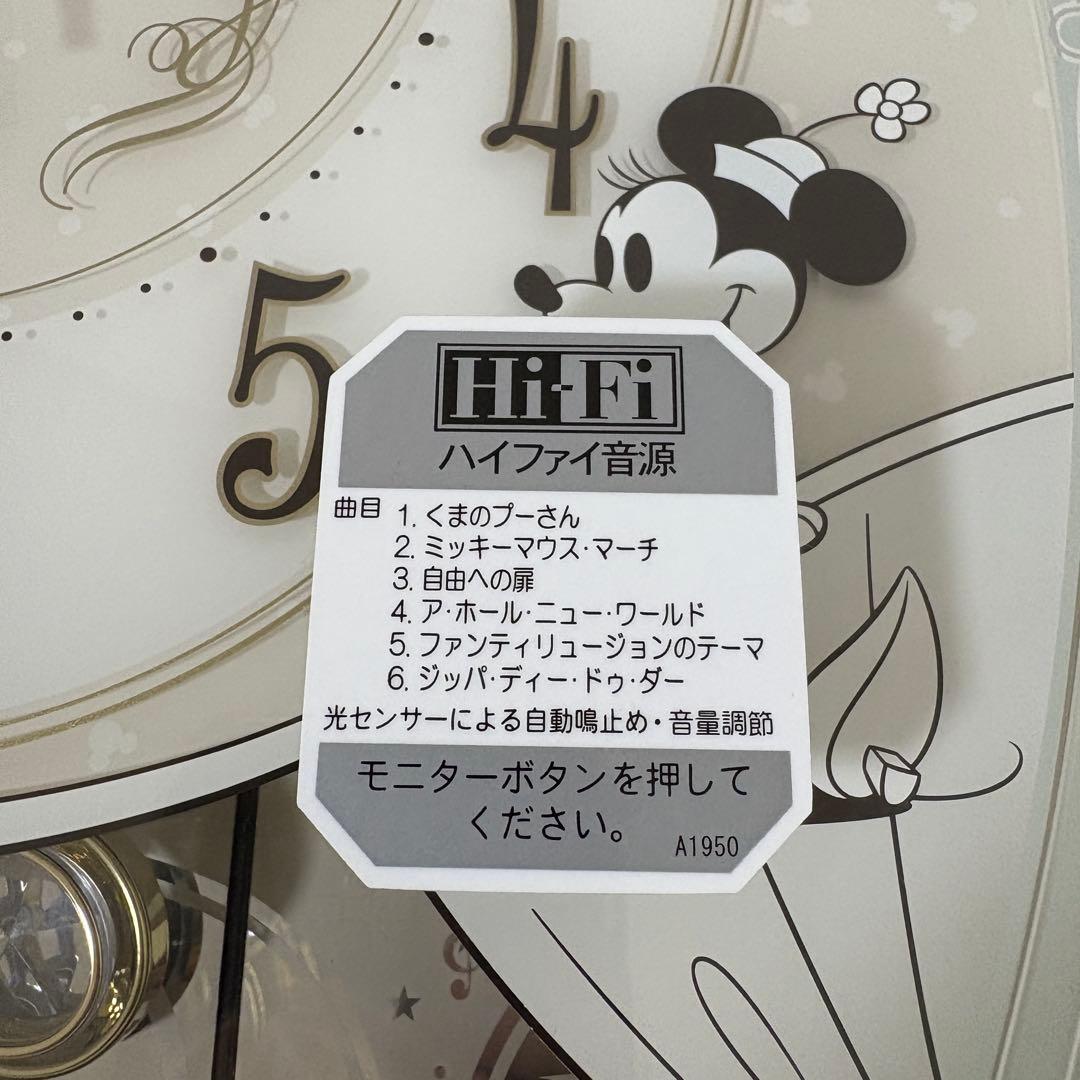 4
5
Hi-Fi
ハイファイ音源
曲目 1. くまのプーさん
2. ミッキーマウス・マーチ
3. 自由への扉
4. ア・ホール・ニュー・ワールド
5. ファンティリュージョンのテーマ
6. ジッパ・ディー・ドゥ・ダー
光センサーによる自動鳴止め・音量調節
モニターボタンを押して
ください。
A1950